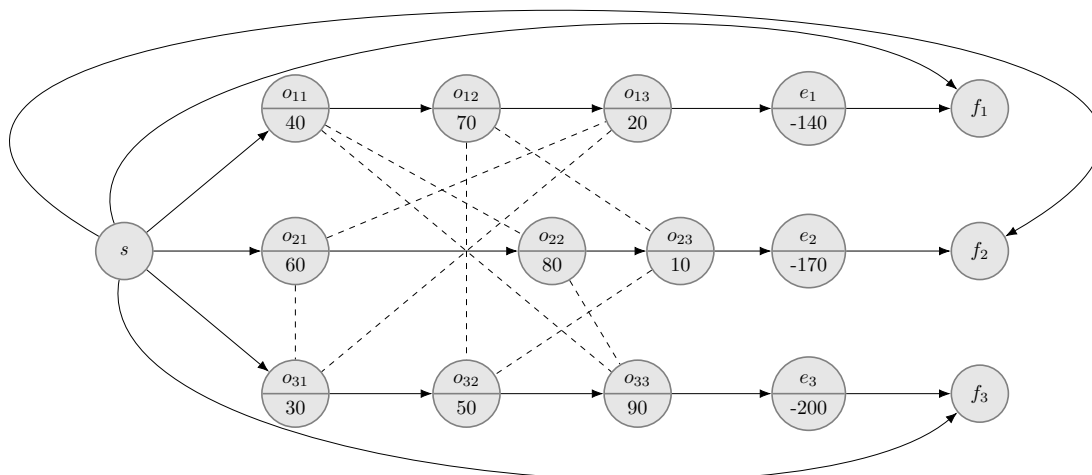 o₁₁
40
o₁₂
70
o₁₃
20
e₁
-140
f₁
s
o₂₁
60
o₂₂
80
o₂₃
10
e₂
-170
f₂
o₃₁
30
o₃₂
50
o₃₃
90
e₃
-200
f₃